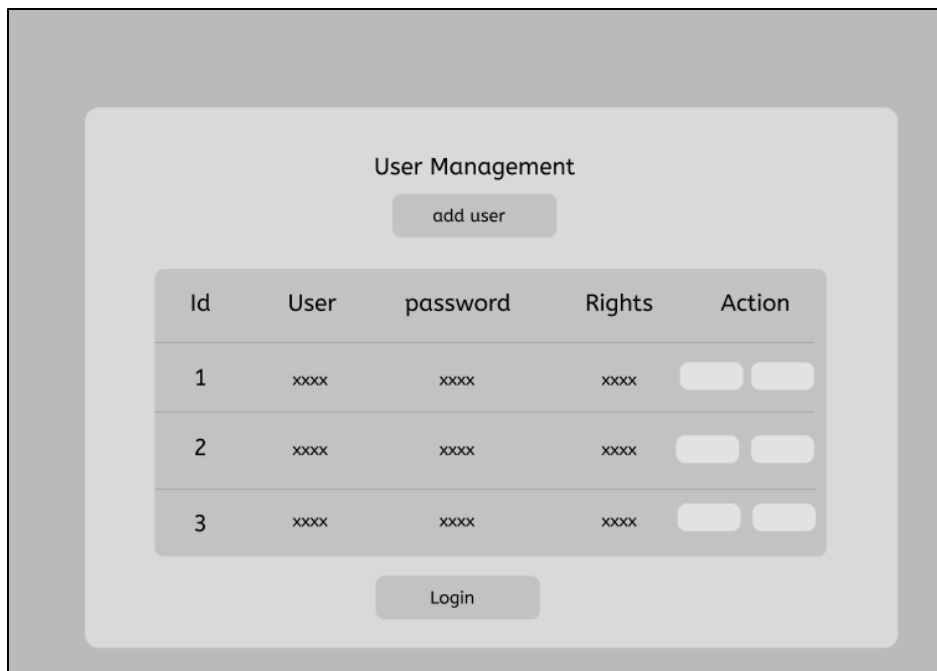 User Management
add user
Id User password Rights Action
1 xxxx xxxx xxxx
2 xxxx xxxx xxxx
3 xxxx xxxx xxxx
Login